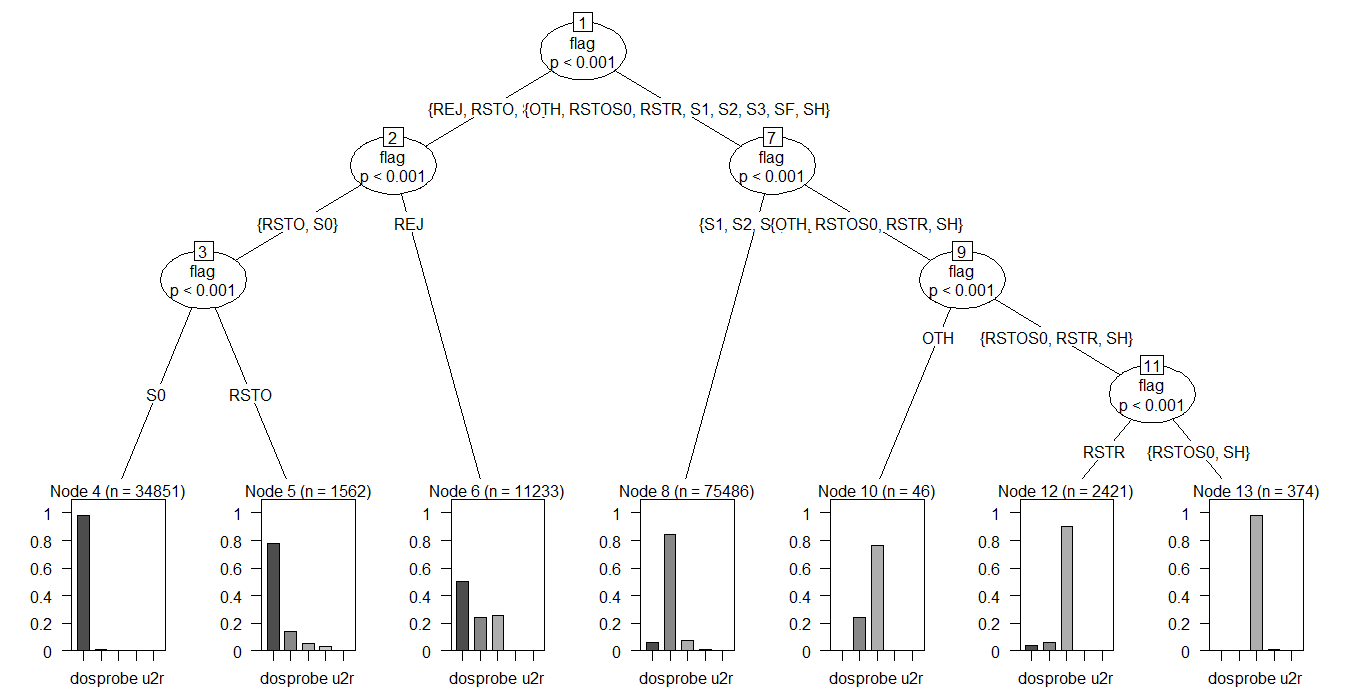 1
flag
p < 0.001
{REJ, RSTO, {OTH, RSTOS0, RSTR, S1, S2, S3, SF, SH}
2
flag
p < 0.001
7
flag
p < 0.001
{RSTO, S0}
REJ
{S1, S2, S{OTH, RSTOS0, RSTR, SH}
3
flag
p < 0.001
9
flag
p < 0.001
OTH
{RSTOS0, RSTR, SH}
11
flag
p < 0.001
S0
RSTO
RSTR
{RSTOS0, SH}
Node 4 (n = 34851)
1
0.8
0.6
0.4
0.2
0
dosprobe u2r
Node 5 (n = 1562)
1
0.8
0.6
0.4
0.2
0
dosprobe u2r
Node 6 (n = 11233)
1
0.8
0.6
0.4
0.2
0
dosprobe u2r
Node 8 (n = 75486)
1
0.8
0.6
0.4
0.2
0
dosprobe u2r
Node 10 (n = 46)
1
0.8
0.6
0.4
0.2
0
dosprobe u2r
Node 12 (n = 2421)
1
0.8
0.6
0.4
0.2
0
dosprobe u2r
Node 13 (n = 374)
1
0.8
0.6
0.4
0.2
0
dosprobe u2r